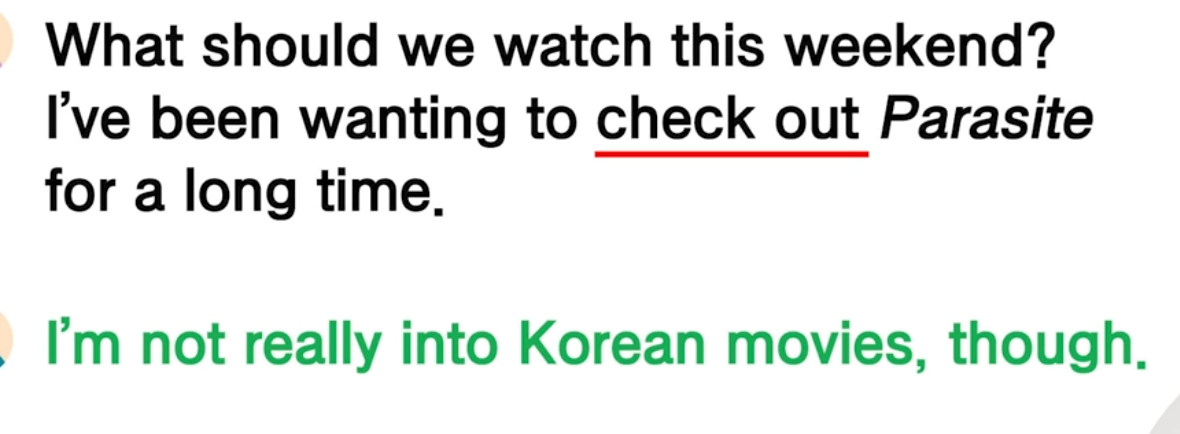 What should we watch this weekend?
I've been wanting to check out Parasite
for a long time.
I'm not really into Korean movies, though.